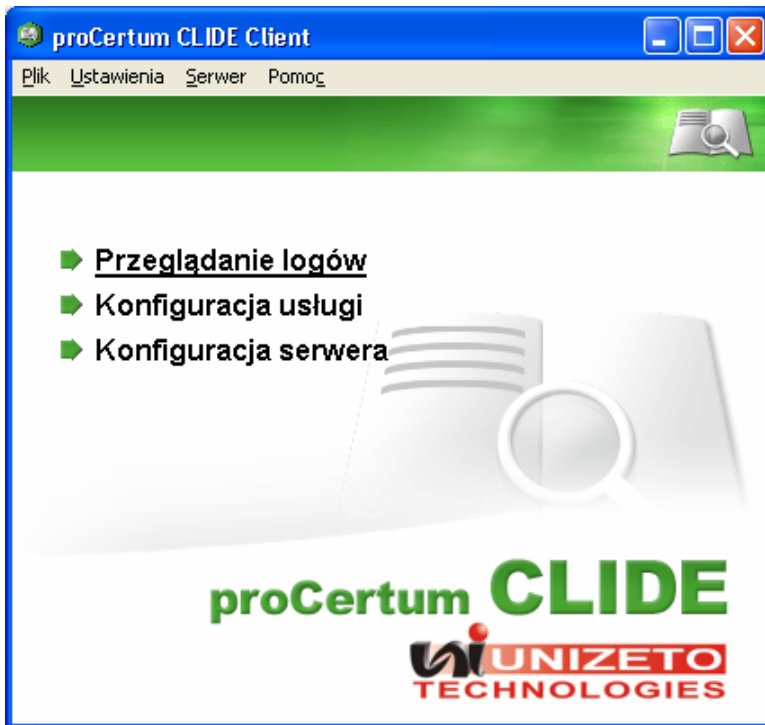 proCertum CLIDE Client
Plik Ustawienia Serwer Pomoc
Przeglądanie logów
Konfiguracja usługi
Konfiguracja serwera
proCertum CLIDE
UNIZETO
TECHNOLOGIES